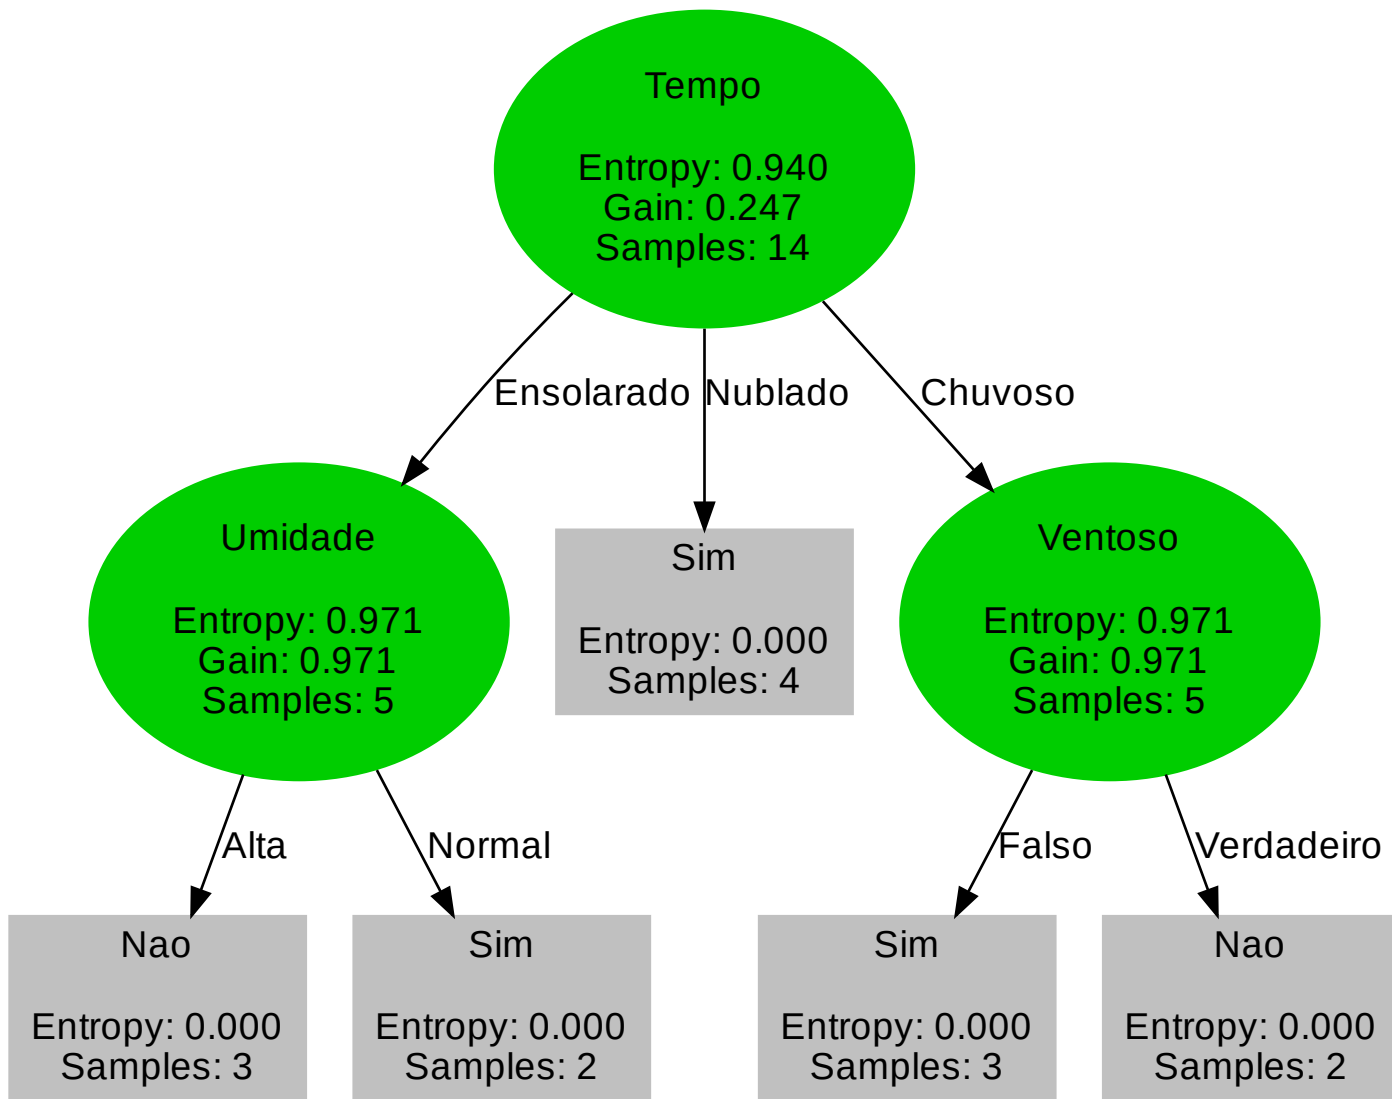 Tempo
Entropy: 0.940
Gain: 0.247
Samples: 14
Ensolarado
Nublado
Chuvoso
Umidade
Entropy: 0.971
Gain: 0.971
Samples: 5
Sim
Entropy: 0.000
Samples: 4
Ventoso
Entropy: 0.971
Gain: 0.971
Samples: 5
Alta
Normal
Falso
Verdadeiro
Nao
Entropy: 0.000
Samples: 3
Sim
Entropy: 0.000
Samples: 2
Sim
Entropy: 0.000
Samples: 3
Nao
Entropy: 0.000
Samples: 2